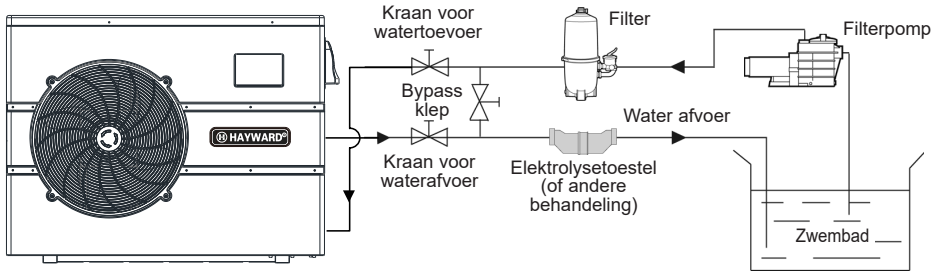 Kraan voor
watertoevoer
Filter
Filterpomp
Bypass
klep
HAYWARD
Water afvoer
Kraan voor
waterafvoer
Elektrolysetoestel
(of andere
behandeling)
Zwembad